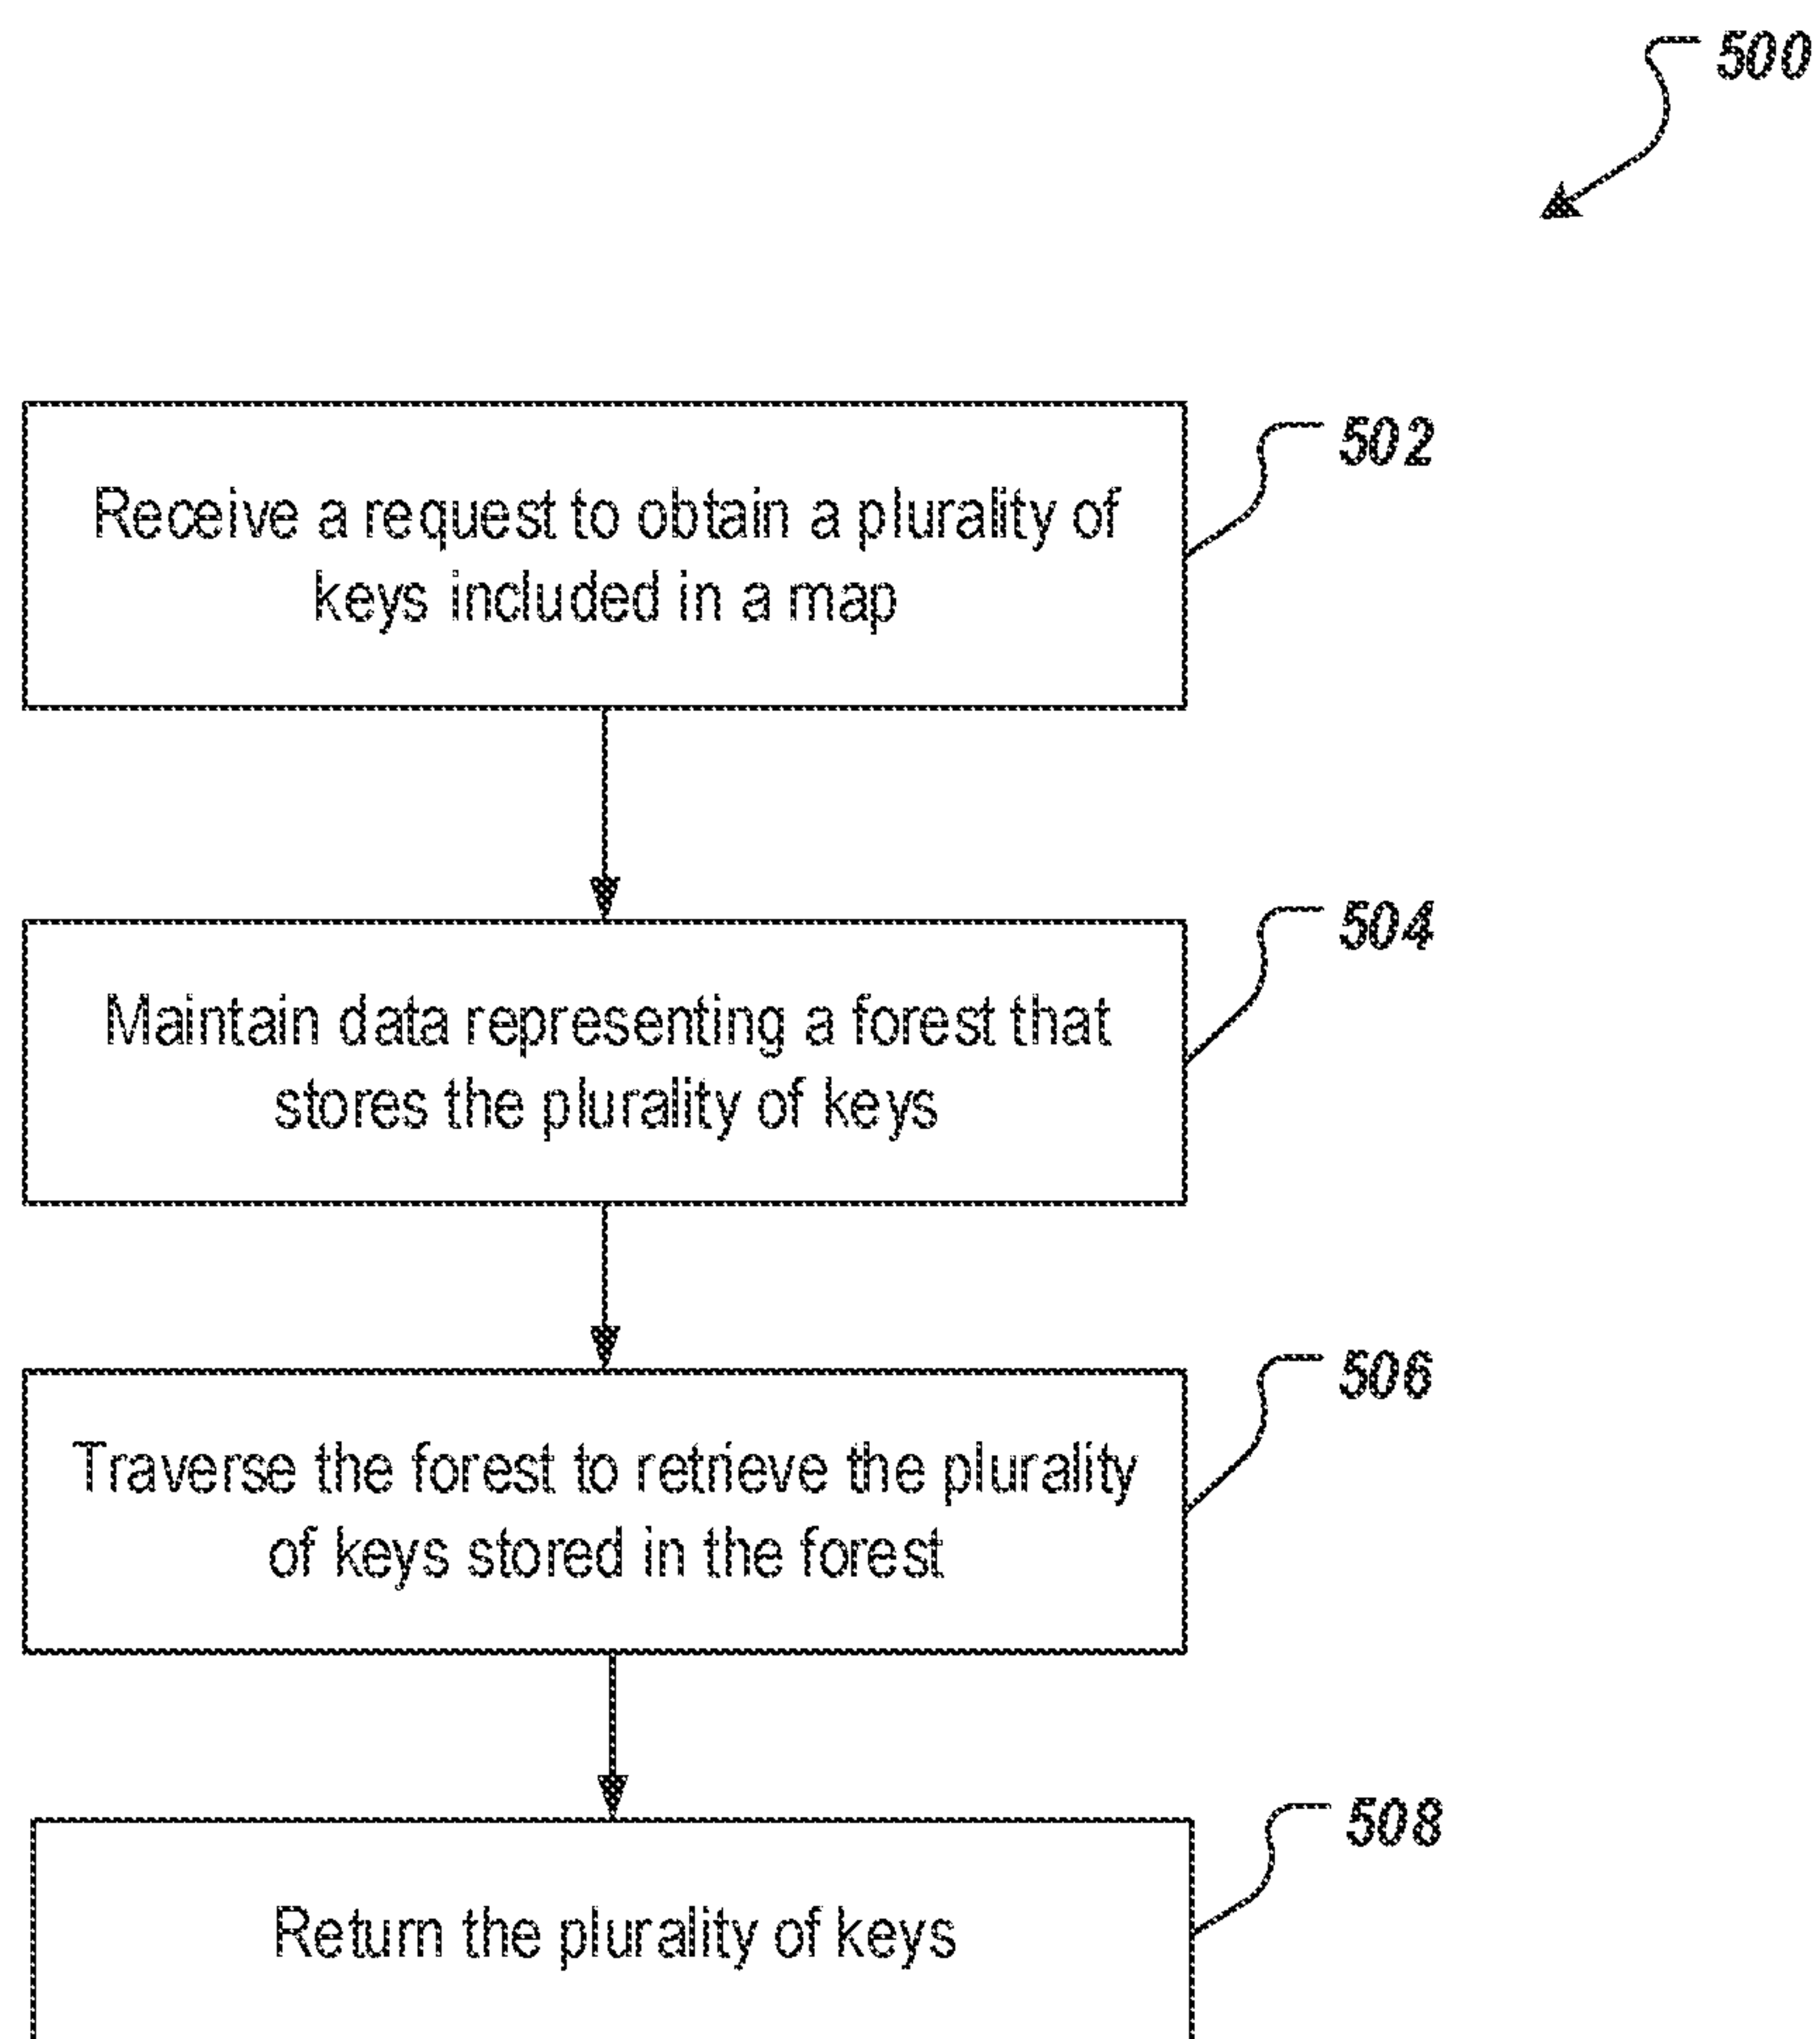 500
502
Receive a request to obtain a plurality of
keys included in a map
504
Maintain data representing a forest that
stores the plurality of keys
506
Traverse the forest to retrieve the plurality
of keys stored in the forest
508
Return the plurality of keys